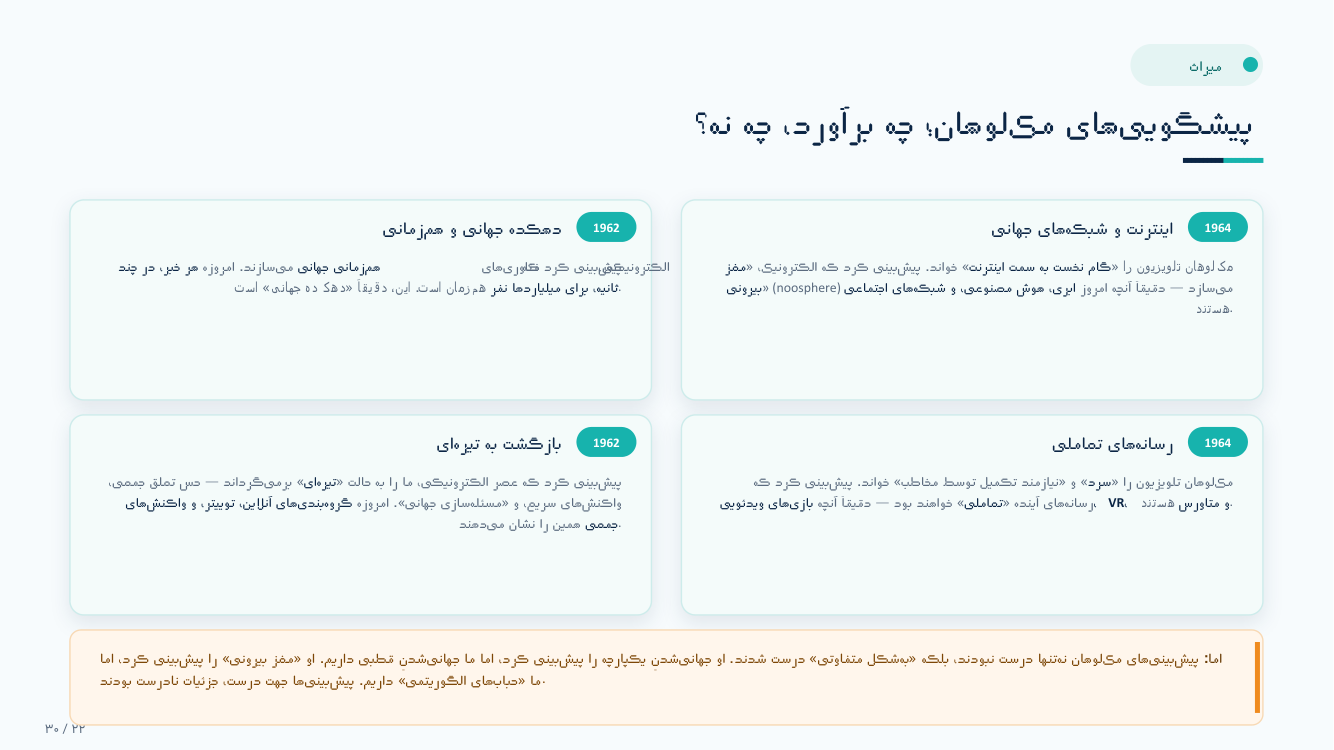 میراث
پیشگویی‌های مک‌لوهان؛ چه برآورد، چه نه؟
1964
اینترنت و شبکه‌های جهانی
مک‌لوهان تلویزیون را «گام نخست به سمت اینترنت» خواند. پیش‌بینی کرد که الکترونیک، «مغز
بیرونی» (noosphere) می‌سازد — دقیقاً آنچه امروز ابری، هوش مصنوعی، و شبکه‌های اجتماعی
هستند.
1962
دهکده جهانی و هم‌زمانی
پیش‌بینی کرد فناوری‌های الکترونیکی هم‌زمانی جهانی می‌سازند. امروزه هر خبر، در چند
ثانیه، برای میلیاردها نفر هم‌زمان است. این، دقیقاً «دهکده جهانی» است.
1964
رسانه‌های تعاملی
مک‌لوهان تلویزیون را «سرد» و «نیازمند تکمیل توسط مخاطب» خواند. پیش‌بینی کرد که
رسانه‌های آینده «تعاملی» خواهند بود — دقیقاً آنچه بازی‌های ویدئویی، VR، و متاورس هستند.
1962
بازگشت به تیره‌ای
پیش‌بینی کرد که عصر الکترونیکی، ما را به حالت «تیره‌ای» برمی‌گرداند — حس تعلق جمعی،
واکنش‌های سریع، و «مسئله‌سازی جهانی». امروزه گروه‌بندی‌های آنلاین، توییتر، و واکنش‌های
جمعی همین را نشان می‌دهند.
اما: پیش‌بینی‌های مک‌لوهان نه‌تنها درست نبودند، بلکه «به‌شکل متفاوتی» درست شدند. او جهانی‌شدنِ یکپارچه را پیش‌بینی کرد، اما ما جهانی‌شدنِ قطبی داریم. او «مغز بیرونی» را پیش‌بینی کرد، اما
ما «حباب‌های الگوریتمی» داریم. پیش‌بینی‌ها جهت درست، جزئیات نادرست بودند.
۲۲ / ۳۰